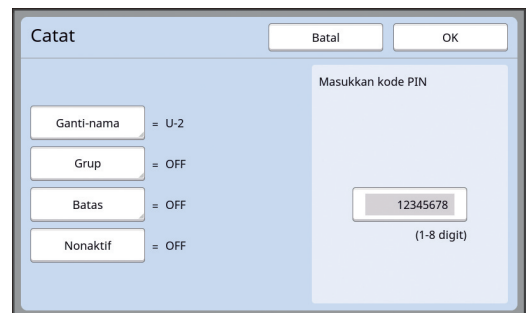 Catat
Batal
OK
Masukkan kode PIN
Ganti-nama = U-2
Grup = OFF
Batas = OFF
Nonaktif = OFF
12345678
(1-8 digit)